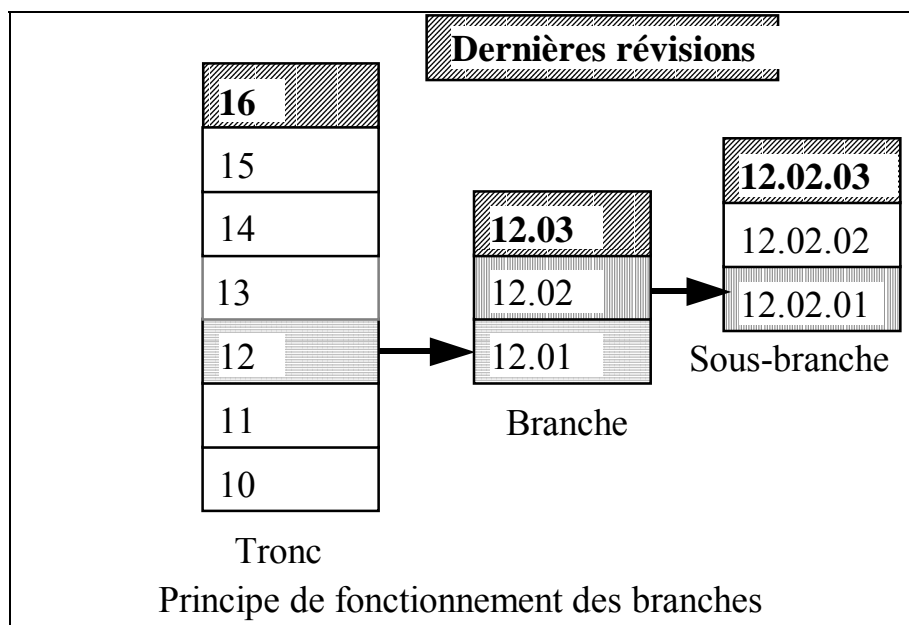 Dernières révisions
16
15
14
13
12
11
10
Tronc
12.03
12.02
12.01
Branche
12.02.03
12.02.02
12.02.01
Sous-branche
Principe de fonctionnement des branches